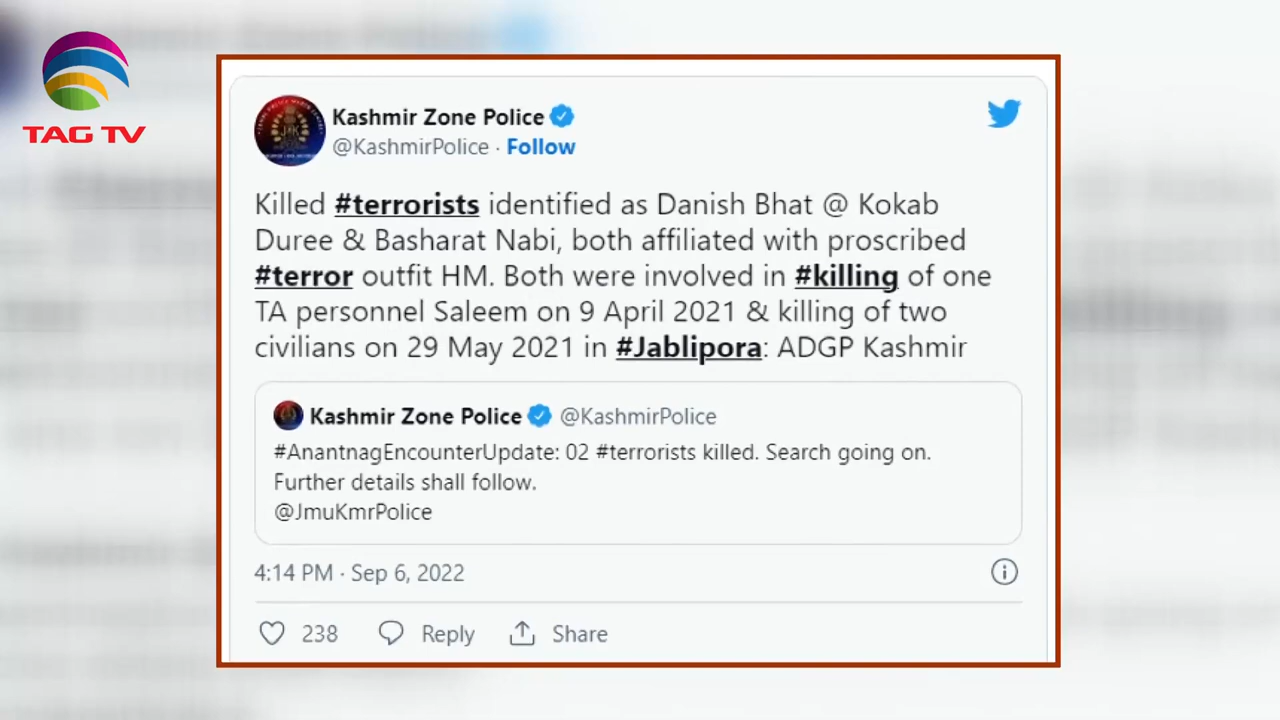 TAG TV
Kashmir Zone Police
@KashmirPolice · Follow
Killed #terrorists identified as Danish Bhat @ Kokab
Duree & Basharat Nabi, both affiliated with proscribed
#terror outfit HM. Both were involved in #killing of one
TA personnel Saleem on 9 April 2021 & killing of two
civilians on 29 May 2021 in #Jablipora: ADGP Kashmir
Kashmir Zone Police @KashmirPolice
#AnantnagEncounterUpdate: 02 #terrorists killed. Search going on.
Further details shall follow.
@JmuKmrPolice
4:14 PM · Sep 6, 2022
238 Reply Share